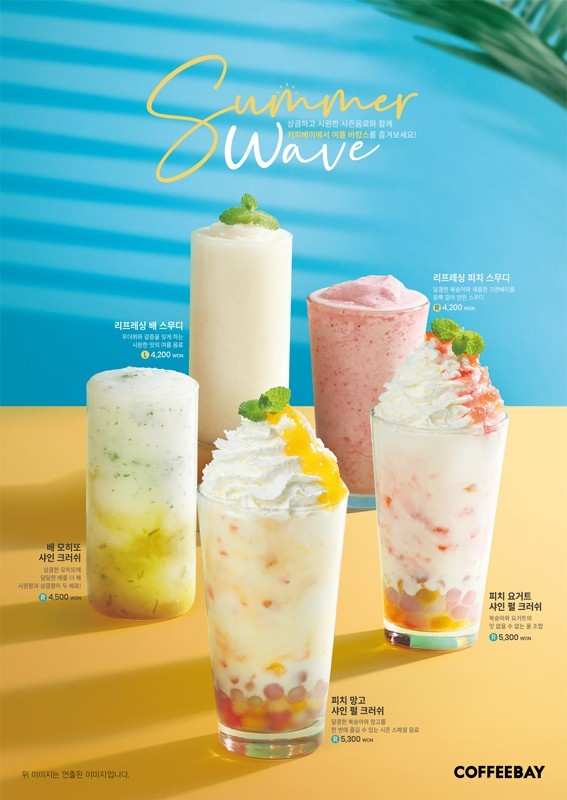 Summer
상큼하고 시원한 시즌음료와 함께
커피베이에서 여름 바캉스를 즐겨보세요!
Wave
리프레싱 피치 스무디
달콤한 복숭아와 새콤한 크랜베리를
듬뿍 갈아 만든 스무디
R 4,200 WON
리프레싱 배 스무디
무더위와 갈증을 잊게 하는
시원한 맛의 여름 음료
L 4,200 WON
배 모히또
샤인 크러쉬
상큼한 모히또에
달달한 배를 더 해
시원함과 상큼함이 두 배로!
R 4,500 WON
피치 요거트
샤인 펄 크러쉬
복숭아와 요거트의
맛 없을 수 없는 꿀 조합
R 5,300 WON
피치 망고
샤인 펄 크러쉬
달콤한 복숭아와 망고를
한 번에 즐길 수 있는 시즌 스페셜 음료
R 5,300 WON
위 이미지는 연출된 이미지입니다.
COFFEEBAY